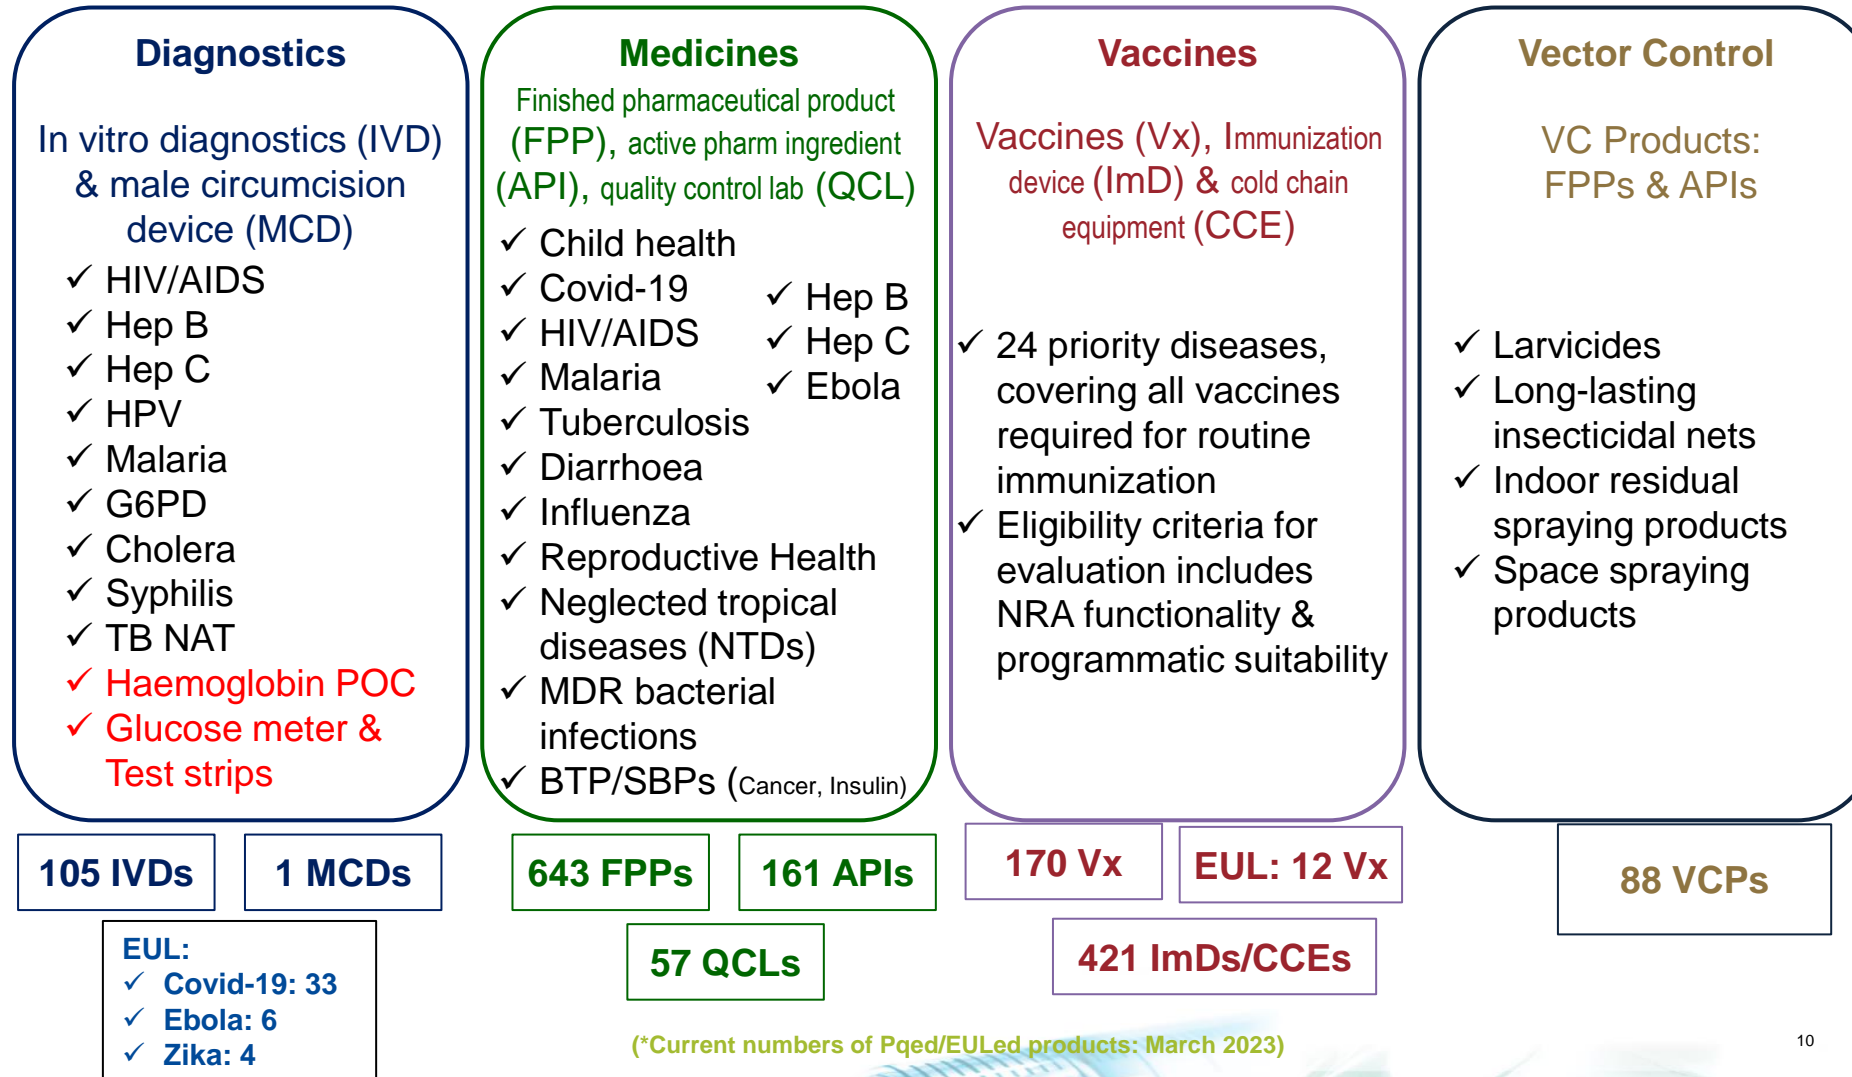 Diagnostics
In vitro diagnostics (IVD)
& male circumcision
device (MCD)
✓ HIV/AIDS
✓ Hep B
✓ Hep C
✓ HPV
✓ Malaria
✓ G6PD
✓ Cholera
✓ Syphilis
✓ TB NAT
✓ Haemoglobin POC
✓ Glucose meter &
Test strips
105 IVDs
1 MCDs
EUL:
✓ Covid-19: 33
✓ Ebola: 6
✓ Zika: 4
Medicines
Finished pharmaceutical product
(FPP), active pharm ingredient
(API), quality control lab (QCL)
✓ Child health
✓ Covid-19
✓ HIV/AIDS
✓ Malaria
✓ Tuberculosis
✓ Diarrhoea
✓ Influenza
✓ Reproductive Health
✓ Neglected tropical
diseases (NTDs)
✓ MDR bacterial
infections
✓ BTP/SBPs (Cancer, Insulin)
✓ Hep B
✓ Hep C
✓ Ebola
643 FPPs
161 APIs
57 QCLs
Vaccines
Vaccines (Vx), Immunization
device (ImD) & cold chain
equipment (CCE)
✓ 24 priority diseases,
covering all vaccines
required for routine
immunization
✓ Eligibility criteria for
evaluation includes
NRA functionality &
programmatic suitability
170 Vx
EUL: 12 Vx
421 ImDs/CCEs
Vector Control
VC Products:
FPPs & APIs
✓ Larvicides
✓ Long-lasting
insecticidal nets
✓ Indoor residual
spraying products
✓ Space spraying
products
88 VCPs
(*Current numbers of Pqed/EULed products: March 2023)
10